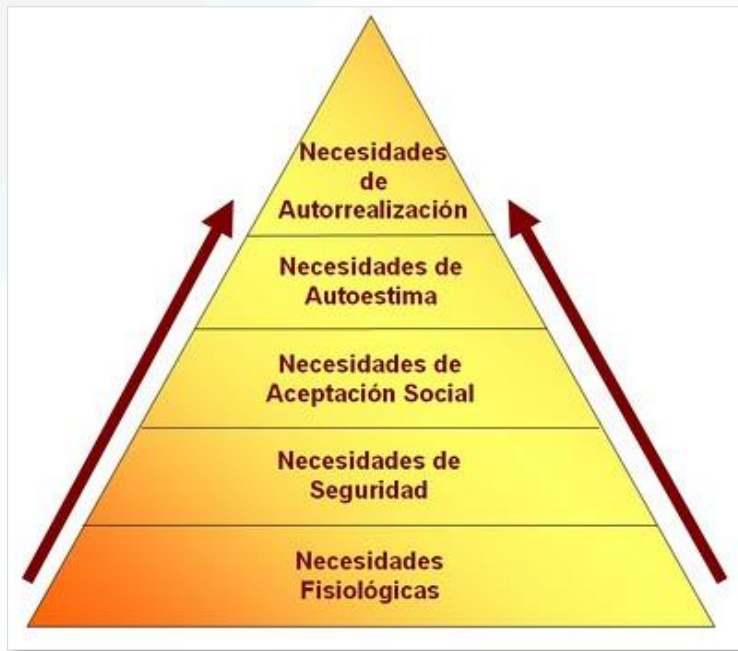 Necesidades
de
Autorrealización
Necesidades de
Autoestima
Necesidades de
Aceptación Social
Necesidades de
Seguridad
Necesidades
Fisiológicas